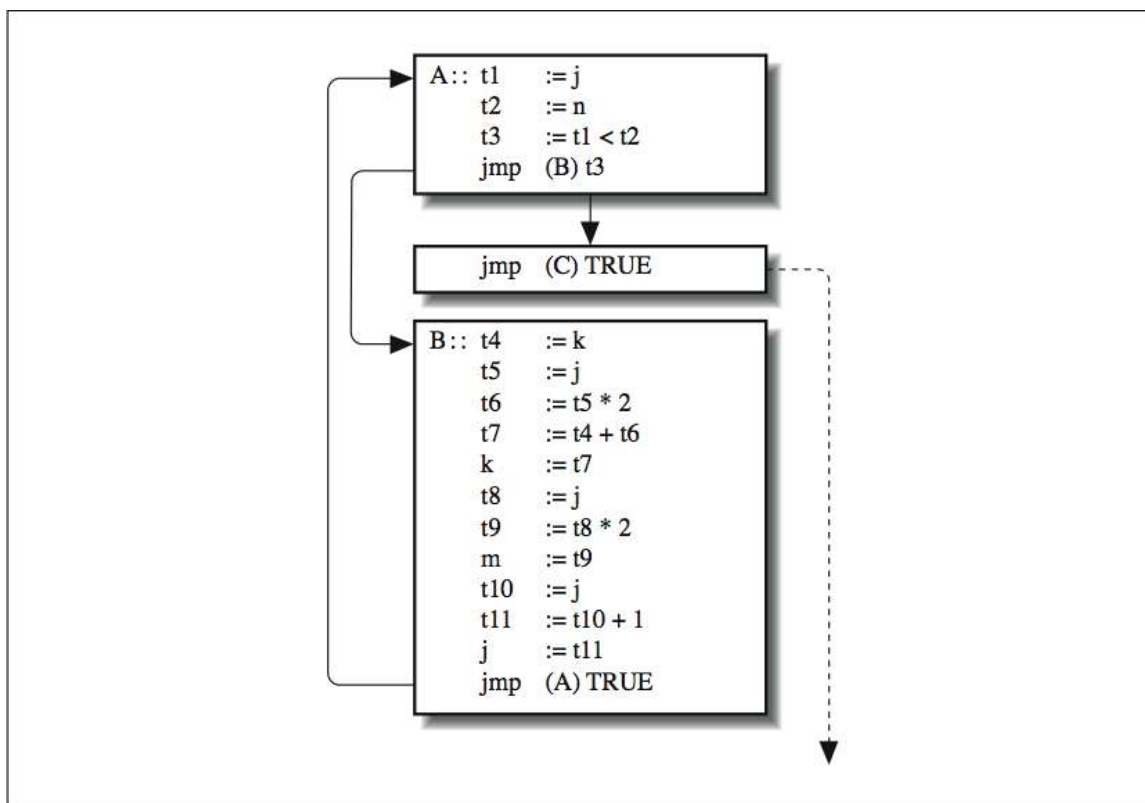 A:: t1 := j
t2 := n
t3 := t1 < t2
jmp (B) t3
jmp (C) TRUE
B:: t4 := k
t5 := j
t6 := t5 * 2
t7 := t4 + t6
k := t7
t8 := j
t9 := t8 * 2
m := t9
t10 := j
t11 := t10 + 1
j := t11
jmp (A) TRUE